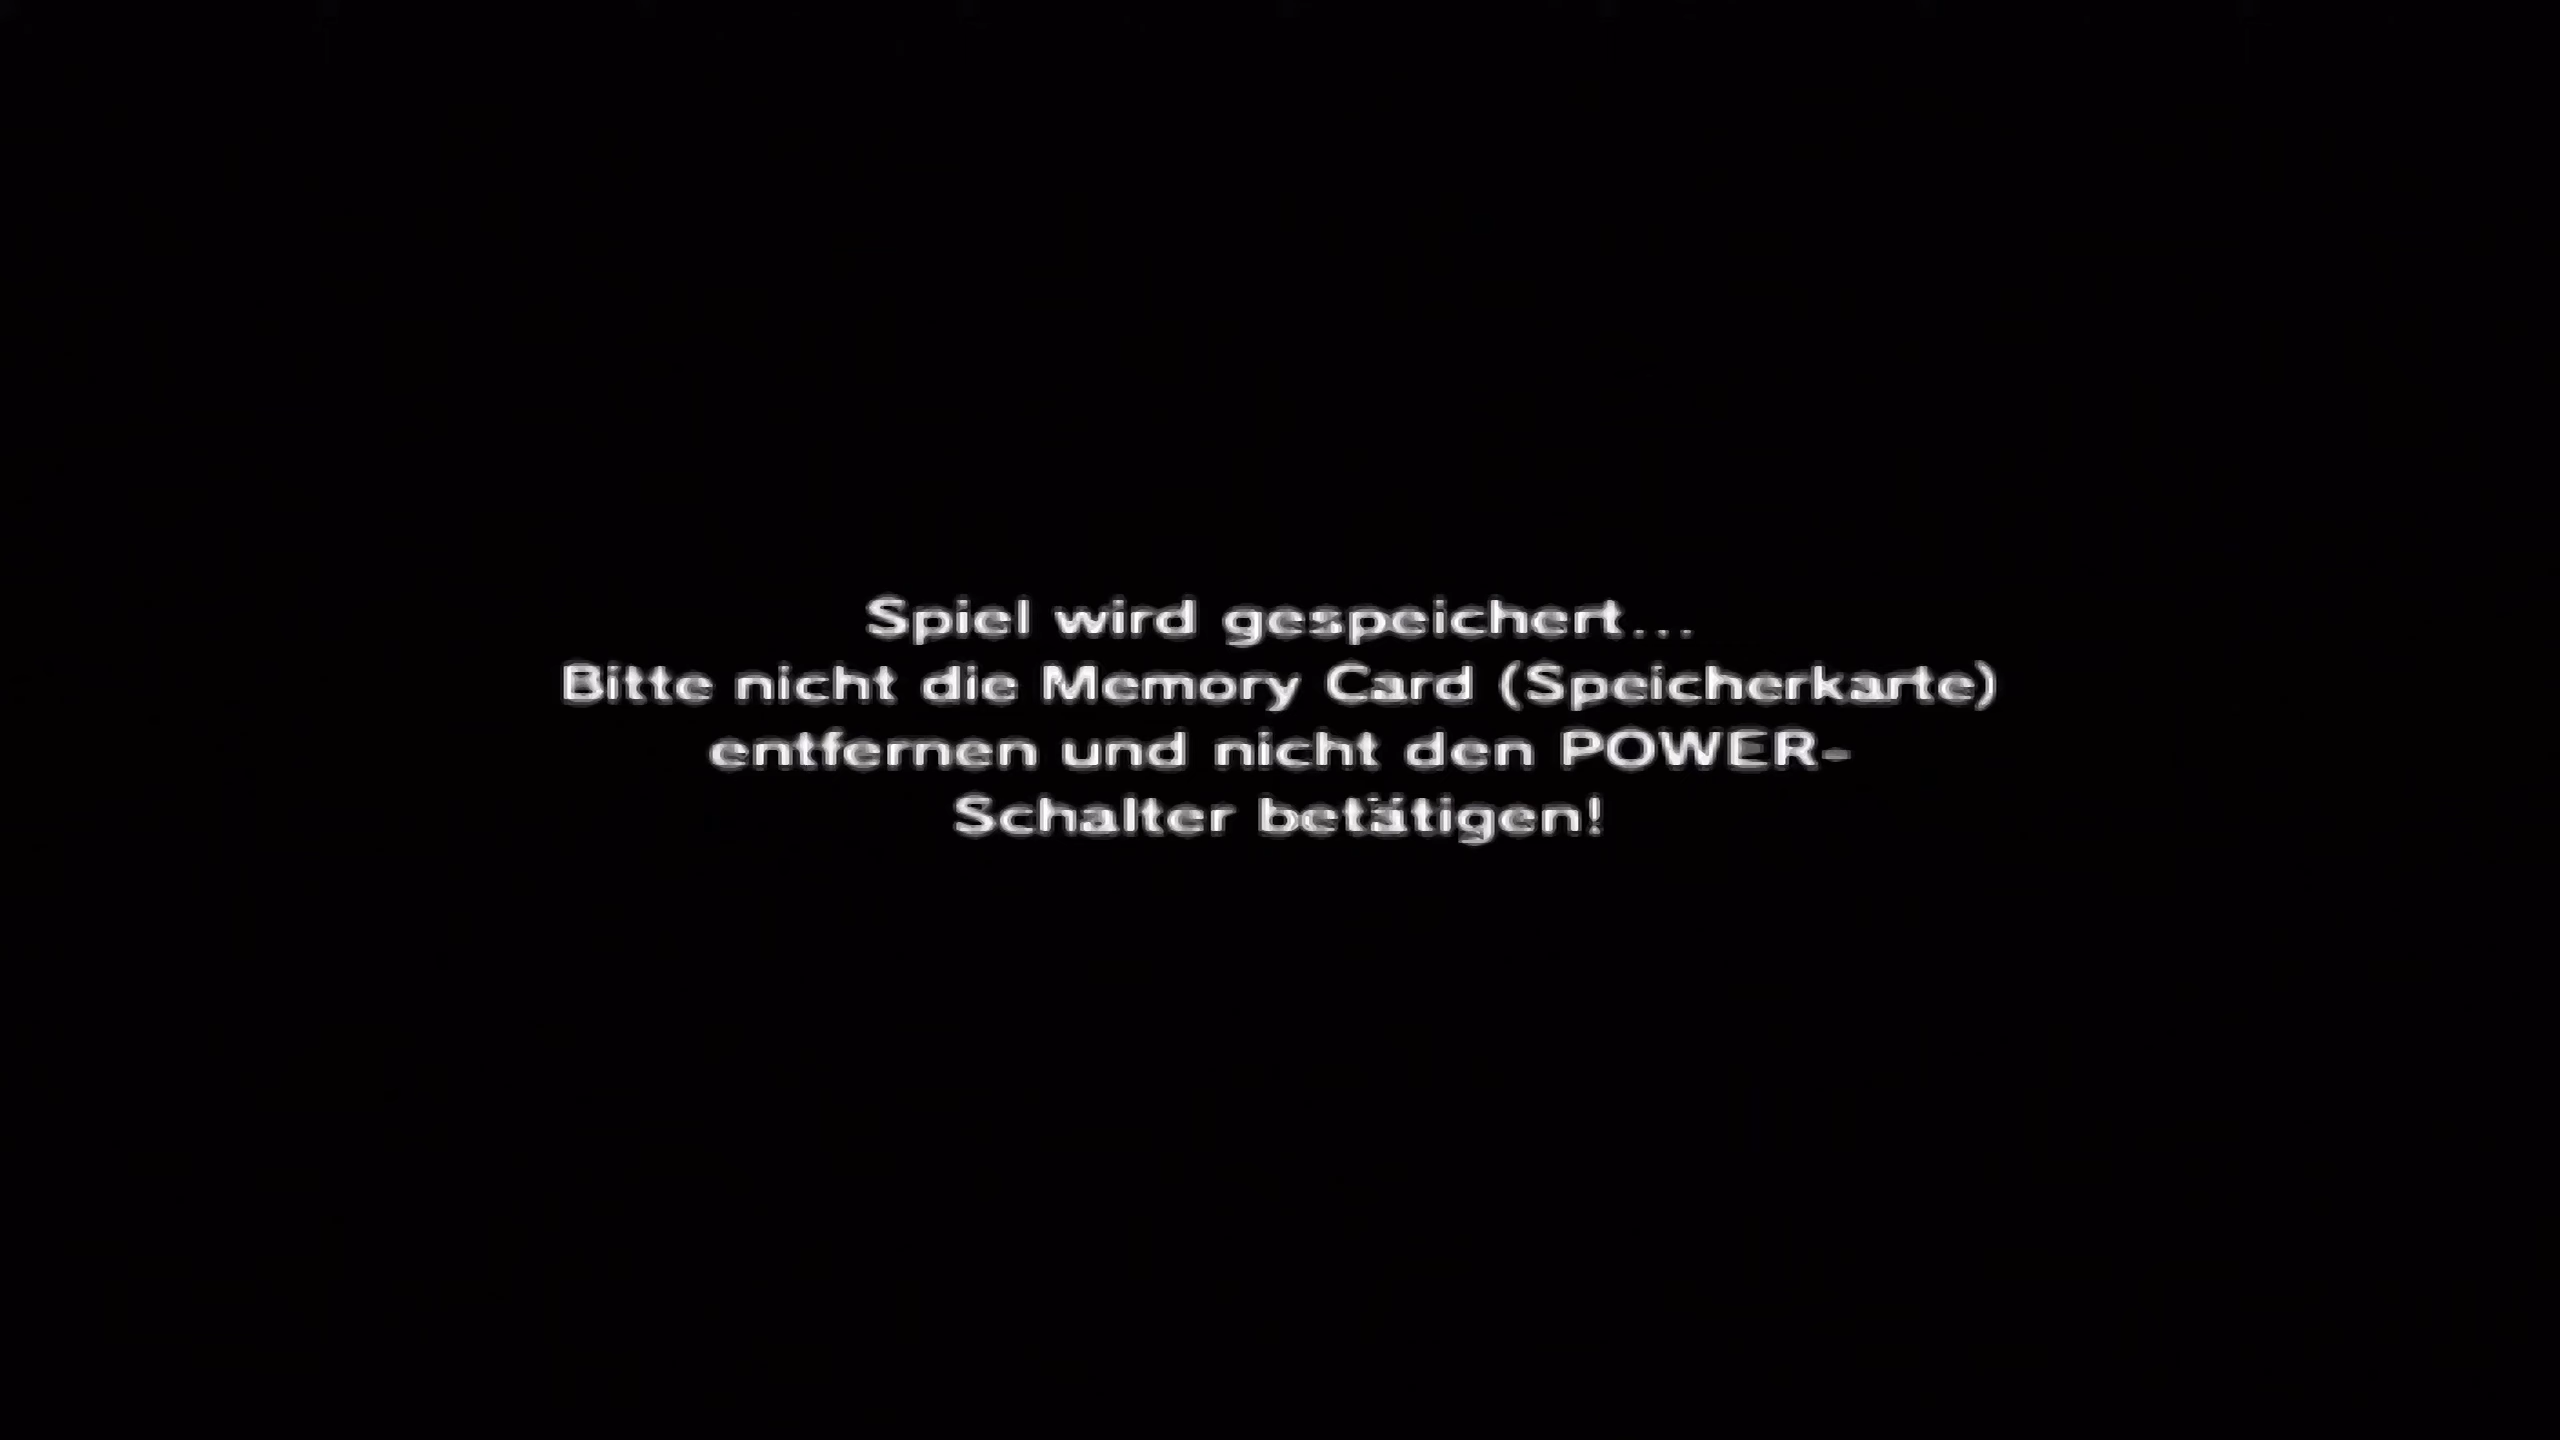 Spiel wird gespeichert...
Bitte nicht die Memory Card (Speicherkarte)
entfernen und nicht den POWER-
Schalter betätigen!